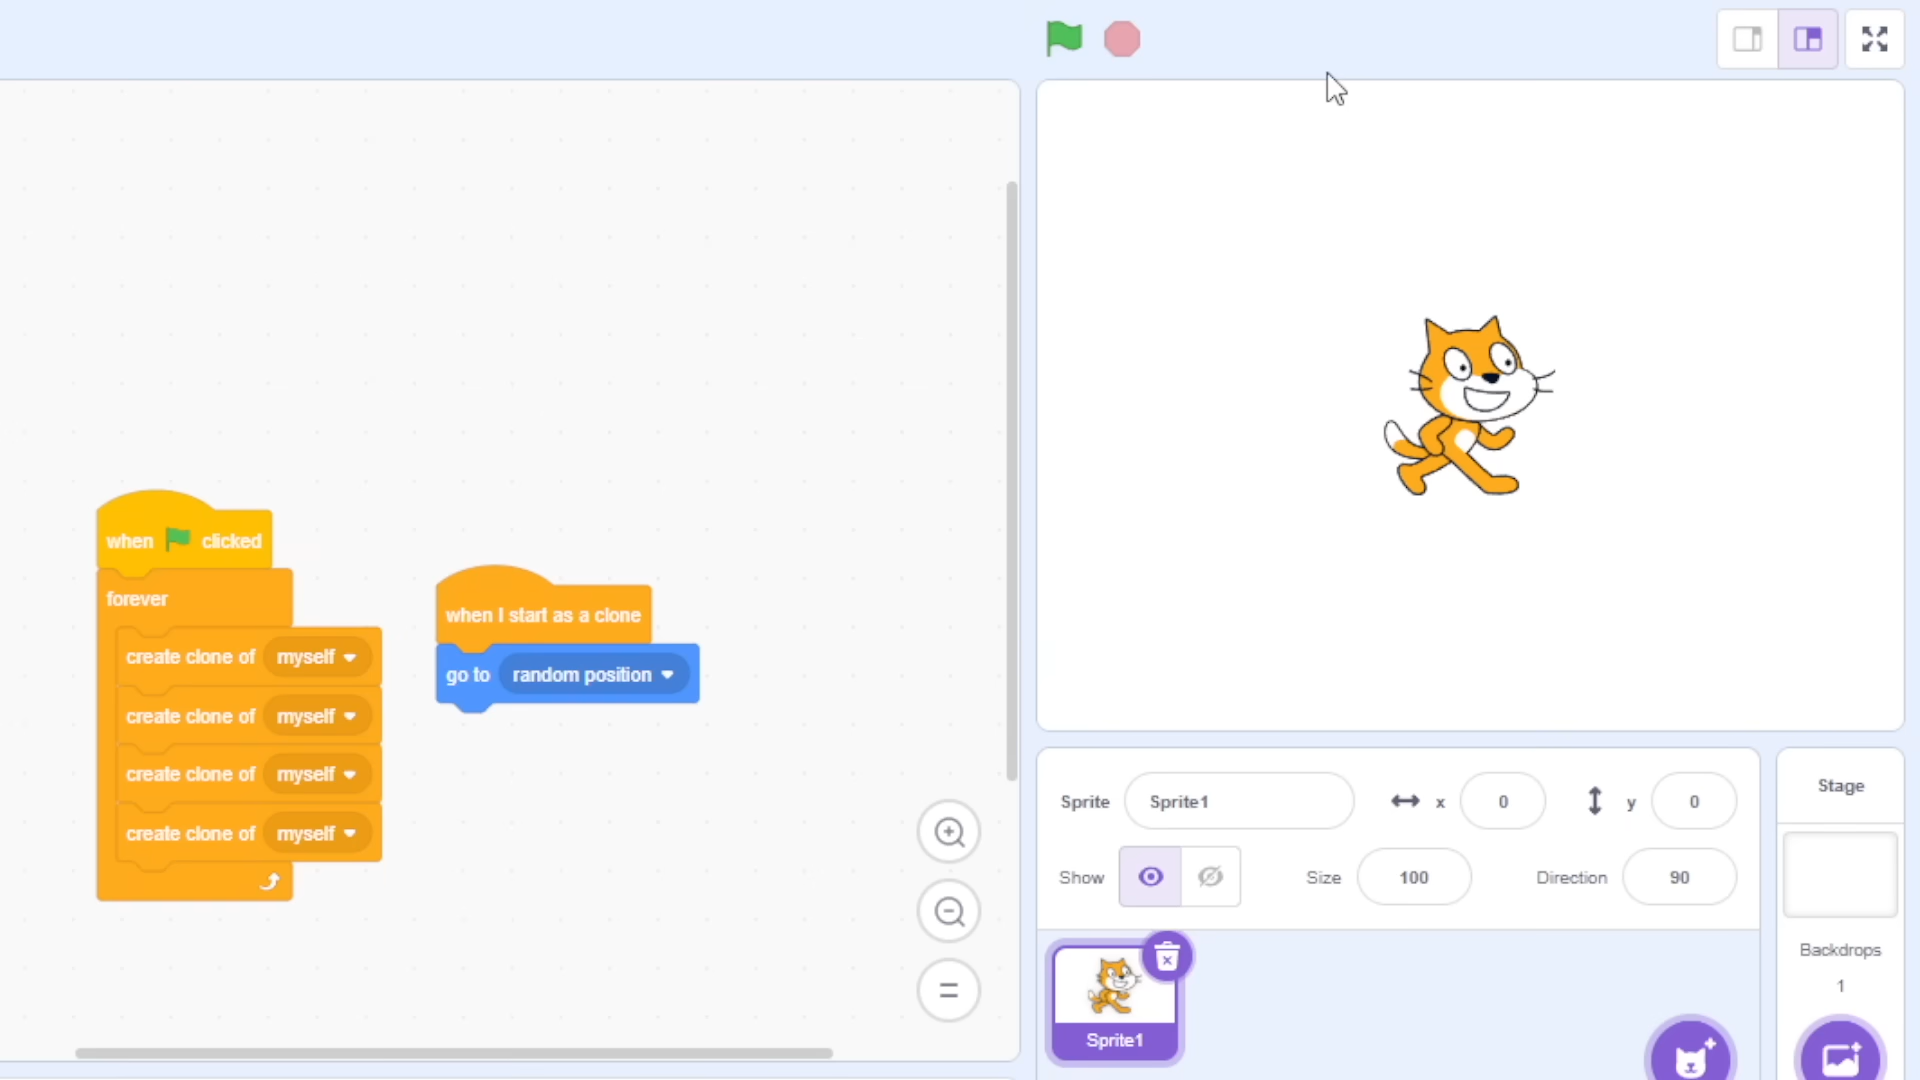 when clicked
forever
create clone of myself
create clone of myself
create clone of myself
create clone of myself
when I start as a clone
go to random position
Sprite Sprite1 x 0 y 0
Show Size 100 Direction 90
Sprite1
Stage
Backdrops
1